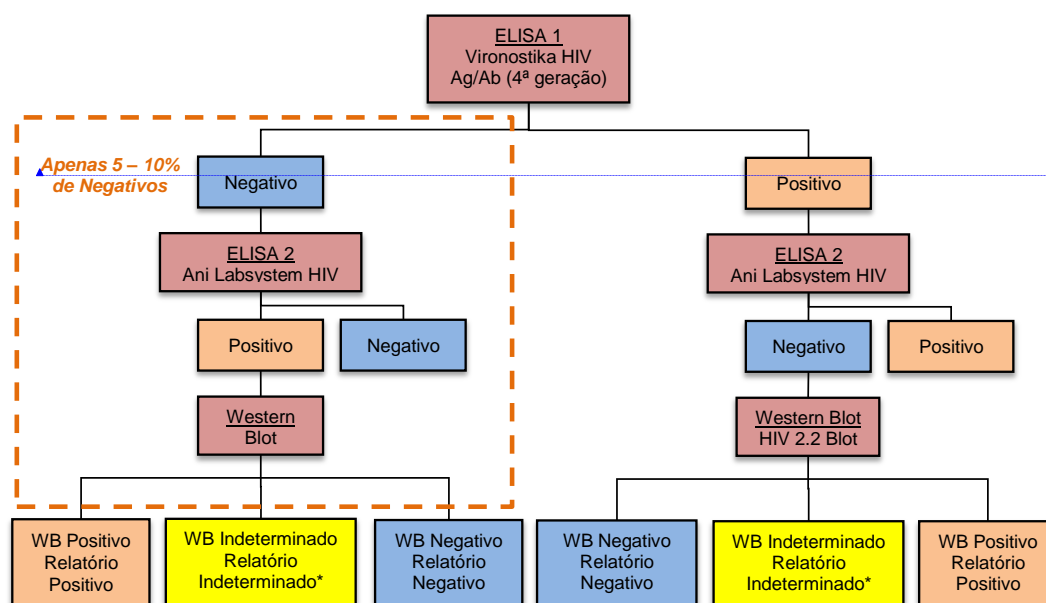 ELISA 1
Vironostika HIV
Ag/Ab (4ª geração)
Apenas 5 – 10%
de Negativos
Negativo
Positivo
ELISA 2
Ani Labsystem HIV
ELISA 2
Ani Labsystem HIV
Positivo
Negativo
Negativo
Positivo
Western
Blot
Western Blot
HIV 2.2 Blot
WB Positivo
Relatório
Positivo
WB Indeterminado
Relatório
Indeterminado*
WB Negativo
Relatório
Negativo
WB Negativo
Relatório
Negativo
WB Indeterminado
Relatório
Indeterminado*
WB Positivo
Relatório
Positivo